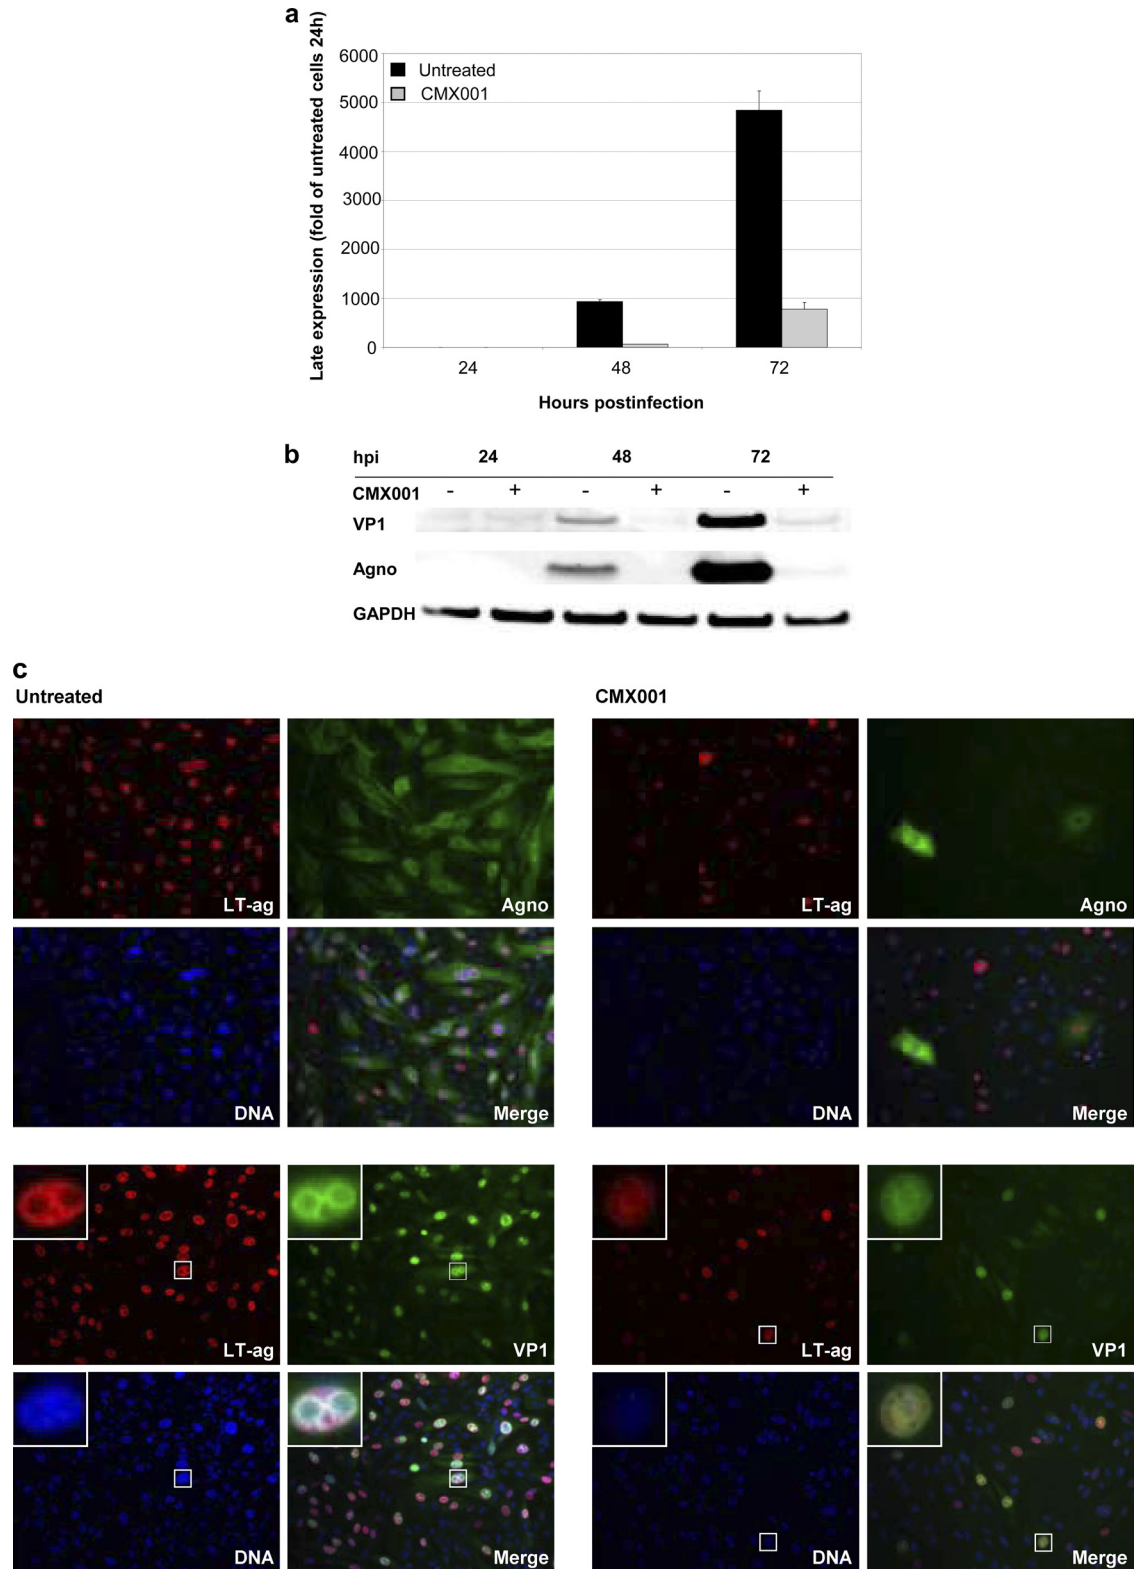 a
Late expression (fold of untreated cells 24h)
6000
5000
4000
3000
2000
1000
0
Untreated
CMX001
24 48 72
Hours postinfection
b
hpi 24 48 72
CMX001 - + - + - +
VP1
Agno
GAPDH
c
Untreated CMX001
LT-ag Agno LT-ag Agno
DNA Merge DNA Merge
LT-ag VP1 LT-ag VP1
DNA Merge DNA Merge